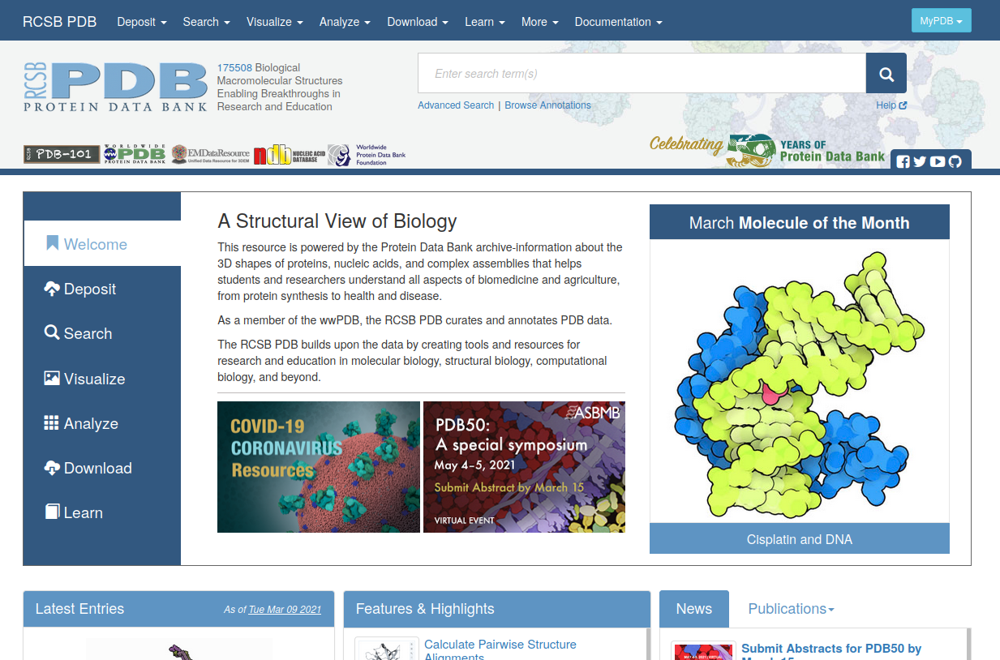 RCSB PDB Deposit Search Visualize Analyze Download Learn More Documentation MyPDB
RCSB
PDB
PROTEIN DATA BANK
175508 Biological
Macromolecular Structures
Enabling Breakthroughs in
Research and Education
Enter search term(s)
Advanced Search | Browse Annotations
Help
RCSB PDB-101
WORLDWIDE
PDB
PROTEIN DATA BANK
EMDataResource
Unified Data Resource for 3DEM
ndb NUCLEIC ACID
DATABASE
Worldwide
Protein Data Bank
Foundation
Celebrating
YEARS OF
Protein Data Bank
Welcome
Deposit
Search
Visualize
Analyze
Download
Learn
A Structural View of Biology
This resource is powered by the Protein Data Bank archive-information about the
3D shapes of proteins, nucleic acids, and complex assemblies that helps
students and researchers understand all aspects of biomedicine and agriculture,
from protein synthesis to health and disease.
As a member of the wwPDB, the RCSB PDB curates and annotates PDB data.
The RCSB PDB builds upon the data by creating tools and resources for
research and education in molecular biology, structural biology, computational
biology, and beyond.
COVID-19
CORONAVIRUS
Resources
ASBMB
PDB50:
A special symposium
May 4–5, 2021
Submit Abstract by March 15
VIRTUAL EVENT
March Molecule of the Month
Cisplatin and DNA
Latest Entries
As of Tue Mar 09 2021
Features & Highlights
Calculate Pairwise Structure
Alignments
News
Publications
Submit Abstracts for PDB50 by
March 15